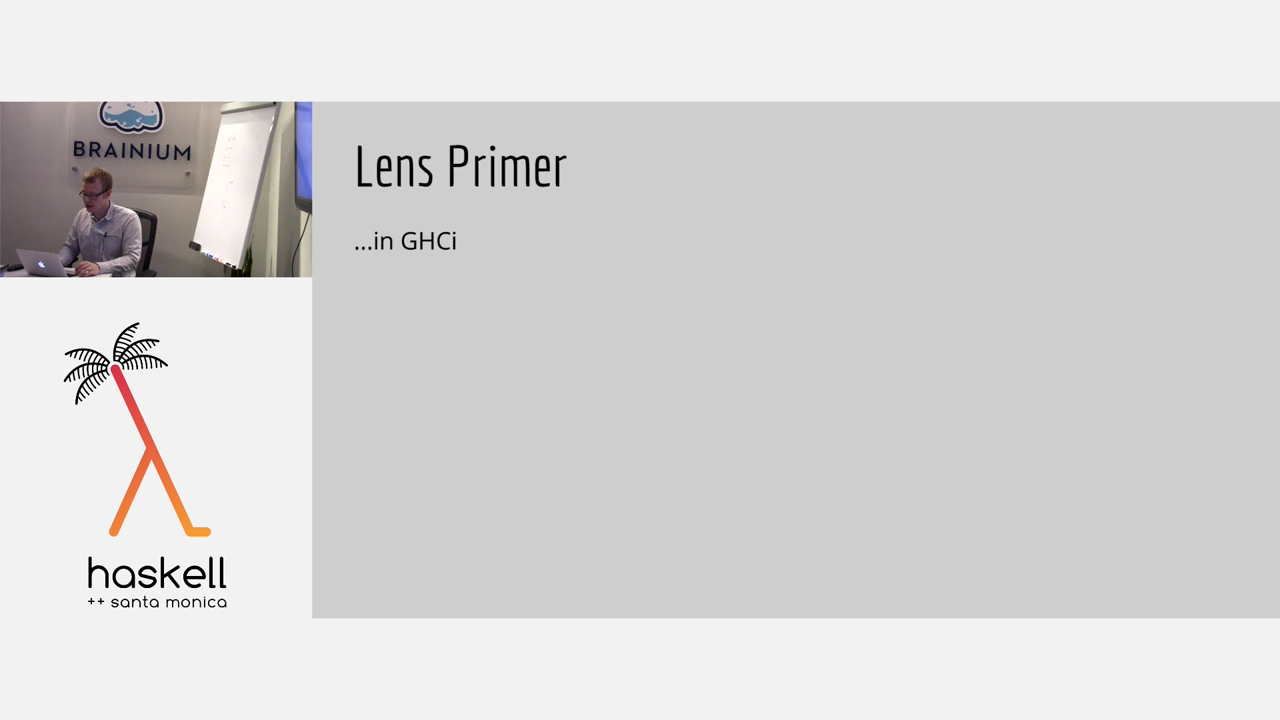 BRAINIUM
Lens Primer
...in GHCi
haskell
++ santa monica